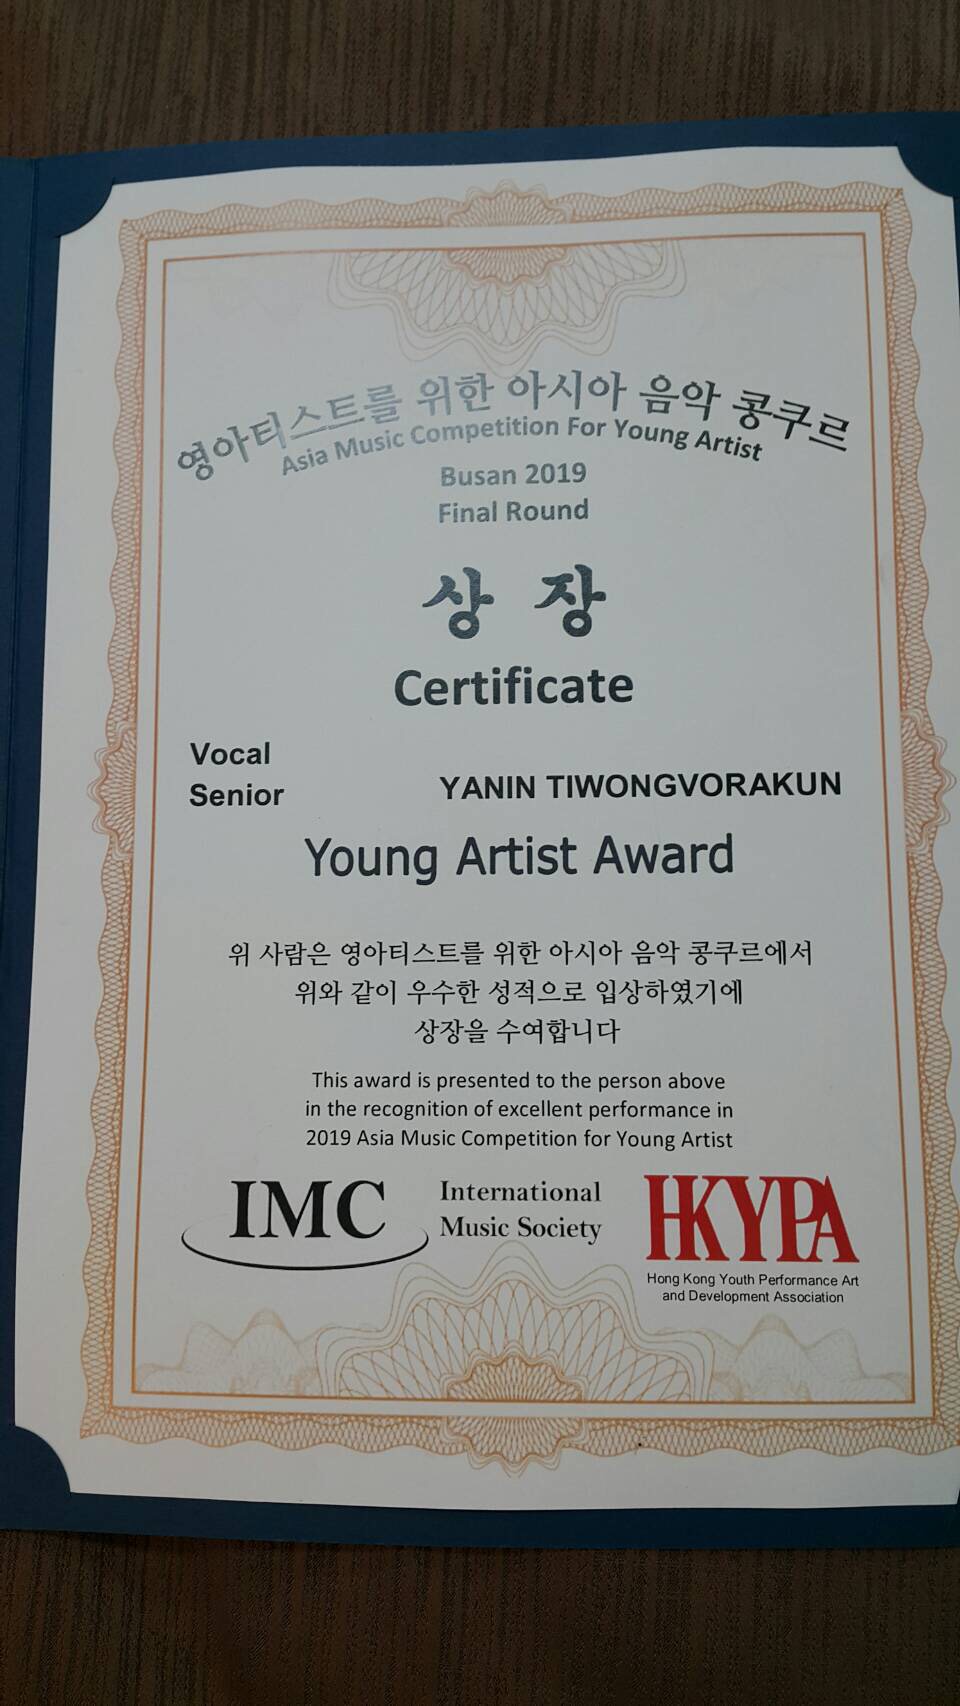 영아티스트를 위한 아시아 음악 콩쿠르
Asia Music Competition For Young Artist
Busan 2019
Final Round
상 장
Certificate
Vocal
Senior
YANIN TIWONGVORAKUN
Young Artist Award
위 사람은 영아티스트를 위한 아시아 음악 콩쿠르에서
위와 같이 우수한 성적으로 입상하였기에
상장을 수여합니다
This award is presented to the person above
in the recognition of excellent performance in
2019 Asia Music Competition for Young Artist
IMC
International
Music Society
HKYPA
Hong Kong Youth Performance Art
and Development Association